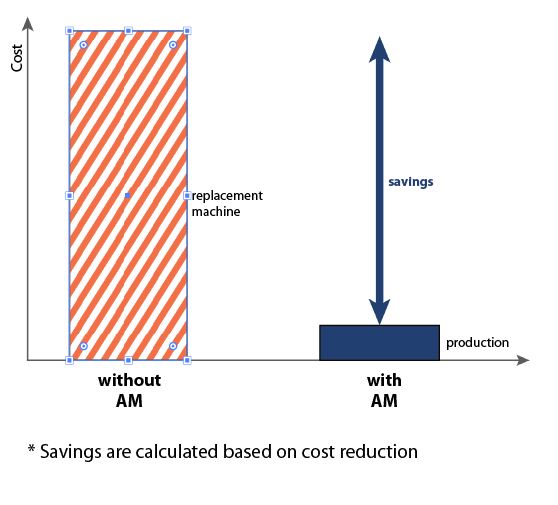 Cost
savings
replacement
machine
production
without
AM
with
AM
* Savings are calculated based on cost reduction